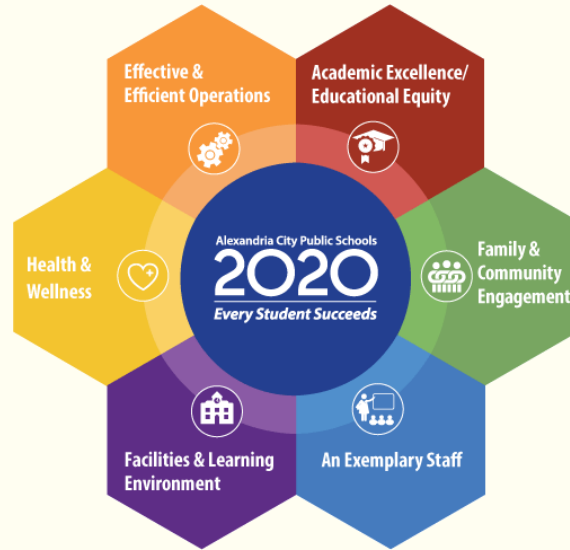 Effective &
Efficient Operations
Academic Excellence/
Educational Equity
Health &
Wellness
Alexandria City Public Schools
2020
Every Student Succeeds
Family &
Community
Engagement
Facilities & Learning
Environment
An Exemplary Staff